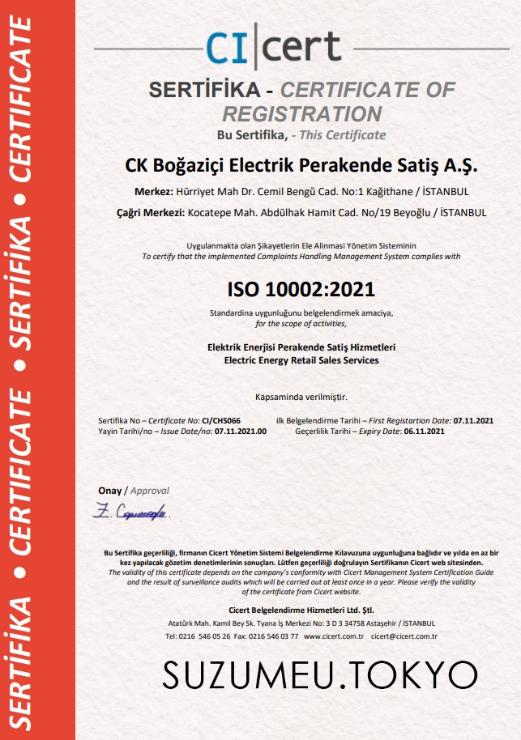 CI|cert
SERTİFİKA - CERTIFICATE OF
REGISTRATION
Bu Sertifika, - This Certificate
CK Boğaziçi Electrik Perakende Satiş A.Ş.
Merkez: Hürriyet Mah Dr. Cemil Bengü Cad. No:1 Kağithane / İSTANBUL
Çağri Merkezi: Kocatepe Mah. Abdülhak Hamit Cad. No/19 Beyoğlu / İSTANBUL
Uygulanmakta olan Şikayetlerin Ele Alinmasi Yönetim Sisteminin
To certify that the implemented Complaints Handling Management System complies with
ISO 10002:2021
Standardina uygunluğunu belgelendirmek amaciya,
for the scope of activities,
Elektrik Enerjisi Perakende Satiş Hizmetleri
Electric Energy Retail Sales Services
Kapsaminda verilmiştir.
Sertifika No – Certificate No: CI/CHS066 İlk Belgelendirme Tarihi – First Registartion Date: 07.11.2021
Yayin Tarihi/no – Issue Date/no: 07.11.2021.00 Geçerlilik Tarihi – Expiry Date: 06.11.2021
Onay / Approval
Bu Sertifika geçerliliği, firmanin Cicert Yönetim Sistemi Belgelendirme Kılavuzuna uygunluğuna bağlidir ve yılda en az bir
kez yapılacak gözetim denetimlerinin sonuçları. Lütfen geçerliliği doğrulayın Sertifikanın Cicert web sitesinden.
The validity of this certificate depends on the company's conformity with Cicert Management System Certification Guide
and the result of surveillance audits which will be carried out at least once in a year. Please verify the validity
of the certificate from Cicert website.
Cicert Belgelendirme Hizmetleri Ltd. Ştl.
Atatürk Mah. Kamil Bey Sk. Tyana İş Merkezi No: 3 D 3 34758 Astaşehir / İSTANBUL
Tel: 0216 546 05 26 Fax: 0216 546 03 77 www.cicert.com.tr cicert@cicert.com.tr
SUZUMEU.TOKYO
SERTİFİKA • CERTIFICATE • SERTİFİKA • CERTIFICATE